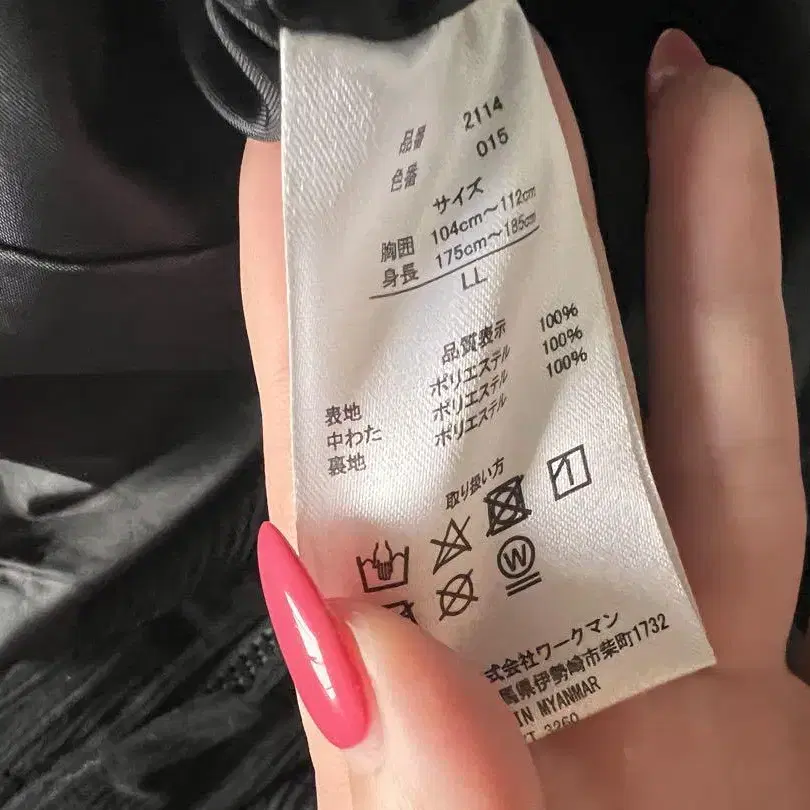 品番 2114
色番 015
サイズ
胸囲 104cm～112cm
身長 175cm～185cm
LL
品質表示
表地 ポリエステル 100%
中わた ポリエステル 100%
裏地 ポリエステル 100%
取り扱い方
W
式会社ワークマン
馬県伊勢崎市柴町1732
IN MYANMAR
3260